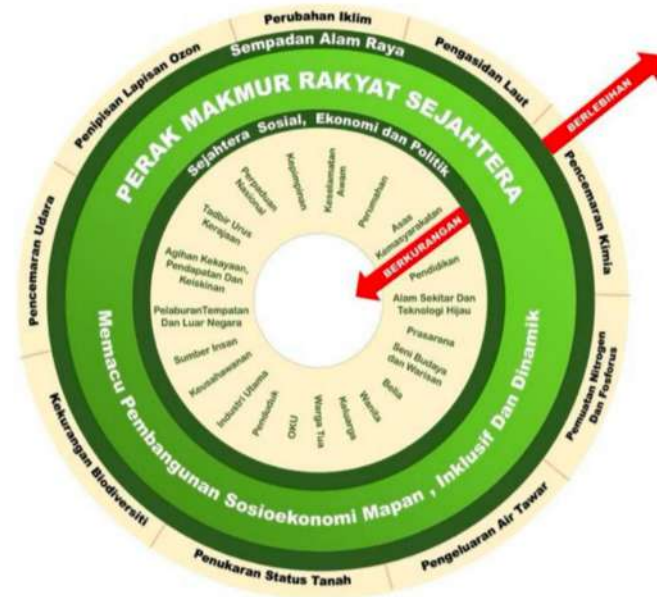 Perubahan Iklim
Pengasidan Laut
Pencemaran Kimia
Pemuatan Nitrogen
Dan Fosforus
Pengeluaran Air Tawar
Penukaran Status Tanah
Kekurangan Biodiversiti
Pencemaran Udara
Penipisan Lapisan Ozon
Sempadan Alam Raya
BERLEBIHAN
PERAK MAKMUR RAKYAT SEJAHTERA
Memacu Pembangunan Sosioekonomi Mapan , Inklusif Dan Dinamik
Sejahtera Sosial, Ekonomi dan Politik
BERKURANGAN
Keselamatan
Awam
Perumahan
Asas
Kemasyarakatan
Pendidikan
Alam Sekitar Dan
Teknologi Hijau
Prasarana
Seni Budaya
dan Warisan
Belia
Wanita
Keluarga
Warga Tua
OKU
Penduduk
Industri Utama
Keusahawanan
Sumber Insan
PelaburanTempatan
Dan Luar Negara
Agihan Kekayaan,
Pendapatan Dan
Keiskinan
Tadbir Urus
Kerajaan
Perpaduan
Nasional
Kepimpinan